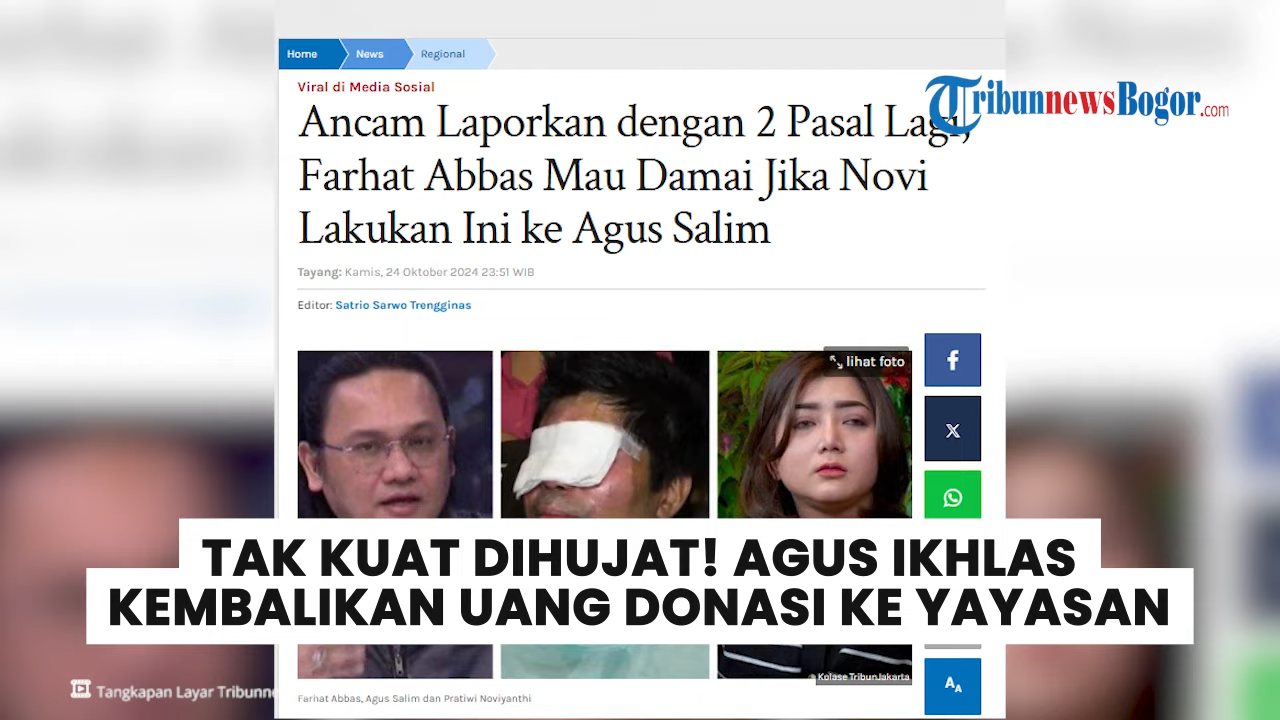 Home News Regional
Viral di Media Sosial
TribunnewsBogor.com
Ancam Laporkan dengan 2 Pasal Lagi,
Farhat Abbas Mau Damai Jika Novi
Lakukan Ini ke Agus Salim
Tayang: Kamis, 24 Oktober 2024 23:51 WIB
Editor: Satrio Sarwo Trengginas
lihat foto
TAK KUAT DIHUJAT! AGUS IKHLAS
KEMBALIKAN UANG DONASI KE YAYASAN
Kolase TribunJakarta
AA
Tangkapan Layar
Farhat Abbas, Agus Salim dan Pratiwi Noviyanthi